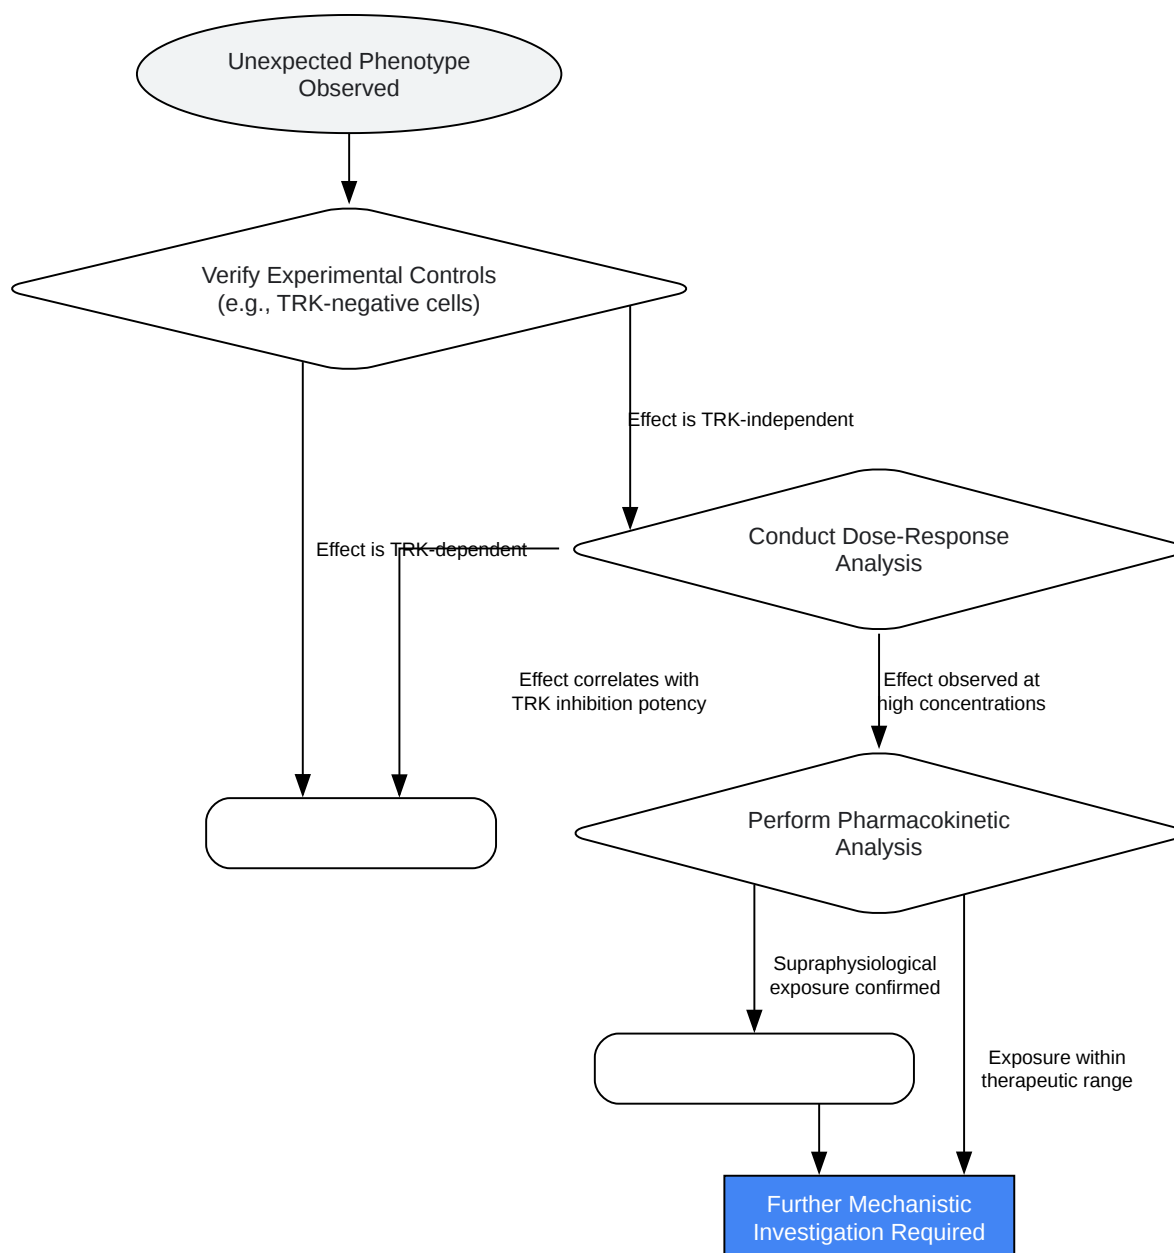 Unexpected Phenotype
Observed
Verify Experimental Controls
(e.g., TRK-negative cells)
Effect is TRK-independent
Conduct Dose-Response
Analysis
Effect is TRK-dependent
Effect correlates with
TRK inhibition potency
Effect observed at
high concentrations
Perform Pharmacokinetic
Analysis
Supraphysiological
exposure confirmed
Exposure within
therapeutic range
Further Mechanistic
Investigation Required